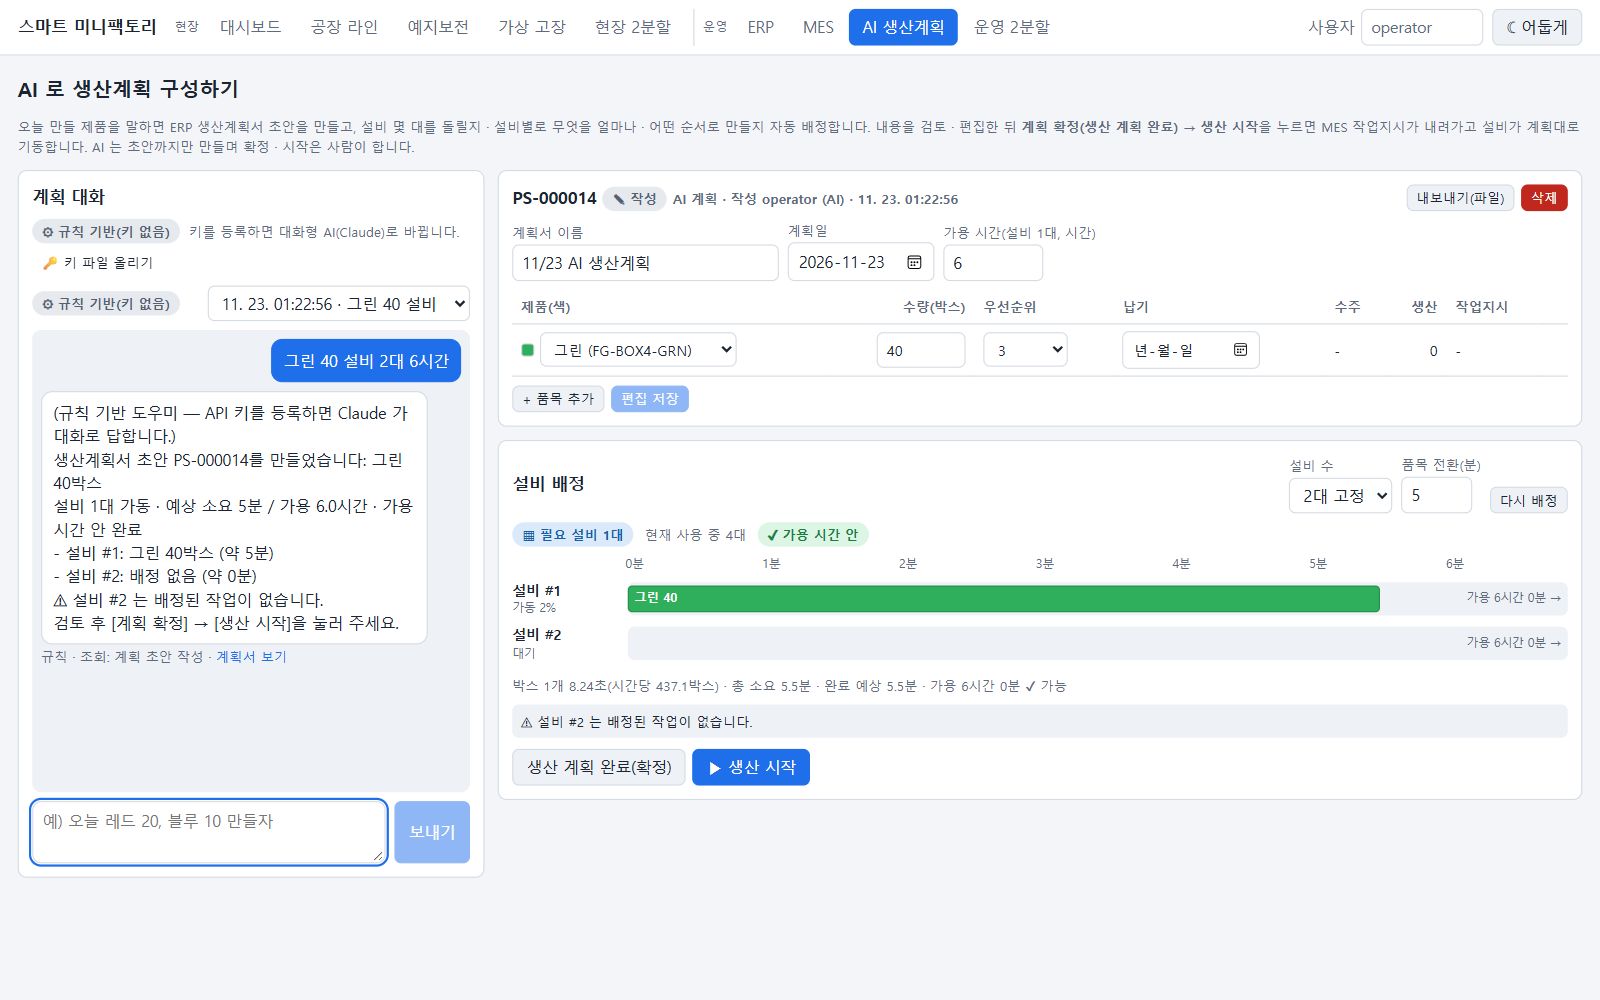 스마트 미니팩토리 현장 대시보드 공장 라인 예지보전 가상 고장 현장 2분할 운영 ERP MES AI 생산계획 운영 2분할 사용자 operator ☾ 어둡게
AI 로 생산계획 구성하기
오늘 만들 제품을 말하면 ERP 생산계획서 초안을 만들고, 설비 몇 대를 돌릴지 · 설비별로 무엇을 얼마나 · 어떤 순서로 만들지 자동 배정합니다. 내용을 검토 · 편집한 뒤 계획 확정(생산 계획 완료) → 생산 시작을 누르면 MES 작업지시가 내려가고 설비가 계획대로
기동합니다. AI 는 초안까지만 만들며 확정 · 시작은 사람이 합니다.
계획 대화
⚙ 규칙 기반(키 없음) 키를 등록하면 대화형 AI(Claude)로 바뀝니다.
🔑 키 파일 올리기
⚙ 규칙 기반(키 없음) 11. 23. 01:22:56 · 그린 40 설비
그린 40 설비 2대 6시간
(규칙 기반 도우미 — API 키를 등록하면 Claude 가
대화로 답합니다.)
생산계획서 초안 PS-000014를 만들었습니다: 그린
40박스
설비 1대 가동 · 예상 소요 5분 / 가용 6.0시간 · 가용
시간 안 완료
- 설비 #1: 그린 40박스 (약 5분)
- 설비 #2: 배정 없음 (약 0분)
⚠ 설비 #2 는 배정된 작업이 없습니다.
검토 후 [계획 확정] → [생산 시작]을 눌러 주세요.
규칙 · 조회: 계획 초안 작성 · 계획서 보기
예) 오늘 레드 20, 블루 10 만들자
보내기
PS-000014 ✎ 작성 AI 계획 · 작성 operator (AI) · 11. 23. 01:22:56 내보내기(파일) 삭제
계획서 이름 계획일 가용 시간(설비 1대, 시간)
11/23 AI 생산계획 2026-11-23 6
제품(색) 수량(박스) 우선순위 납기 수주 생산 작업지시
그린 (FG-BOX4-GRN) 40 3 년-월-일 - 0 -
+ 품목 추가 편집 저장
설비 배정 설비 수 품목 전환(분)
2대 고정 5 다시 배정
▦ 필요 설비 1대 현재 사용 중 4대 ✔ 가용 시간 안
0분 1분 2분 3분 4분 5분 6분
설비 #1 그린 40 가용 6시간 0분 →
가동 2%
설비 #2 가용 6시간 0분 →
대기
박스 1개 8.24초(시간당 437.1박스) · 총 소요 5.5분 · 완료 예상 5.5분 · 가용 6시간 0분 ✓ 가능
⚠ 설비 #2 는 배정된 작업이 없습니다.
생산 계획 완료(확정) ▶ 생산 시작